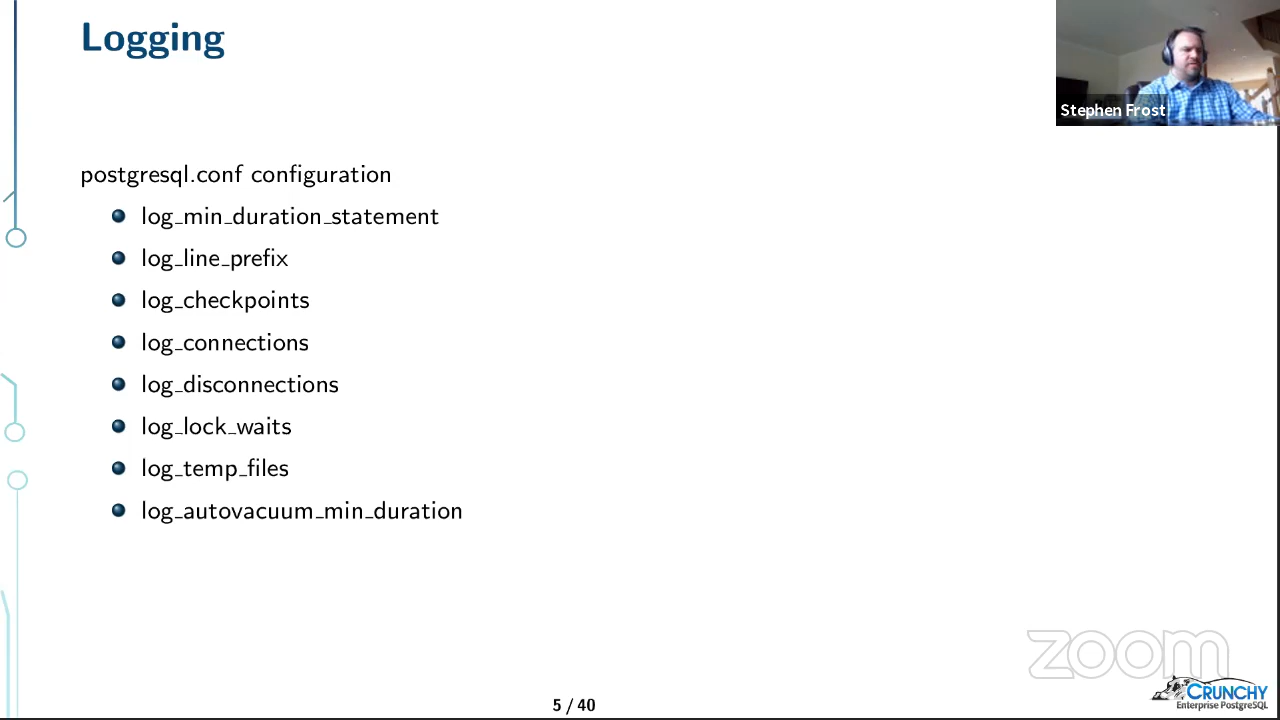 Logging
Stephen Frost
postgresql.conf configuration
log_min_duration_statement
log_line_prefix
log_checkpoints
log_connections
log_disconnections
log_lock_waits
log_temp_files
log_autovacuum_min_duration
zoom
CRUNCHY
Enterprise PostgreSQL
5 / 40